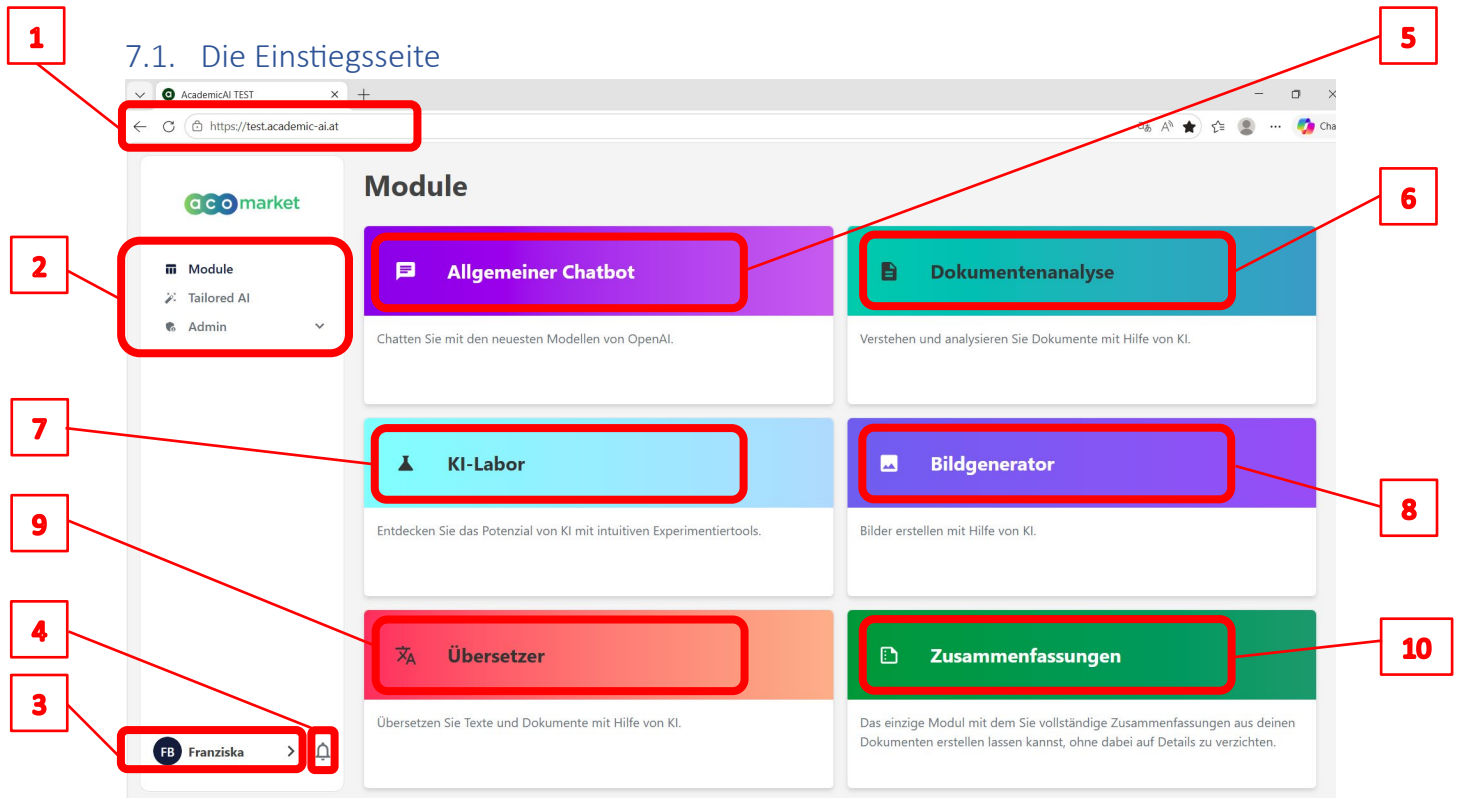 1
5
7.1. Die Einstiegsseite
AcademicAI TEST
https://test.academic-ai.at
Cha
acomarket
Module
6
2
Module
Tailored AI
Admin
Allgemeiner Chatbot
Chatten Sie mit den neuesten Modellen von OpenAI.
Dokumentenanalyse
Verstehen und analysieren Sie Dokumente mit Hilfe von KI.
7
KI-Labor
Entdecken Sie das Potenzial von KI mit intuitiven Experimentiertools.
Bildgenerator
Bilder erstellen mit Hilfe von KI.
8
9
4
Übersetzer
Übersetzen Sie Texte und Dokumente mit Hilfe von KI.
Zusammenfassungen
Das einzige Modul mit dem Sie vollständige Zusammenfassungen aus deinen
Dokumenten erstellen lassen kannst, ohne dabei auf Details zu verzichten.
10
3
FB Franziska